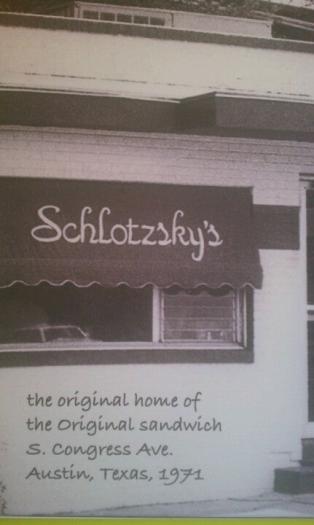 Schlotzsky's
the original home of
the Original sandwich
S. Congress Ave.
Austin, Texas, 1971